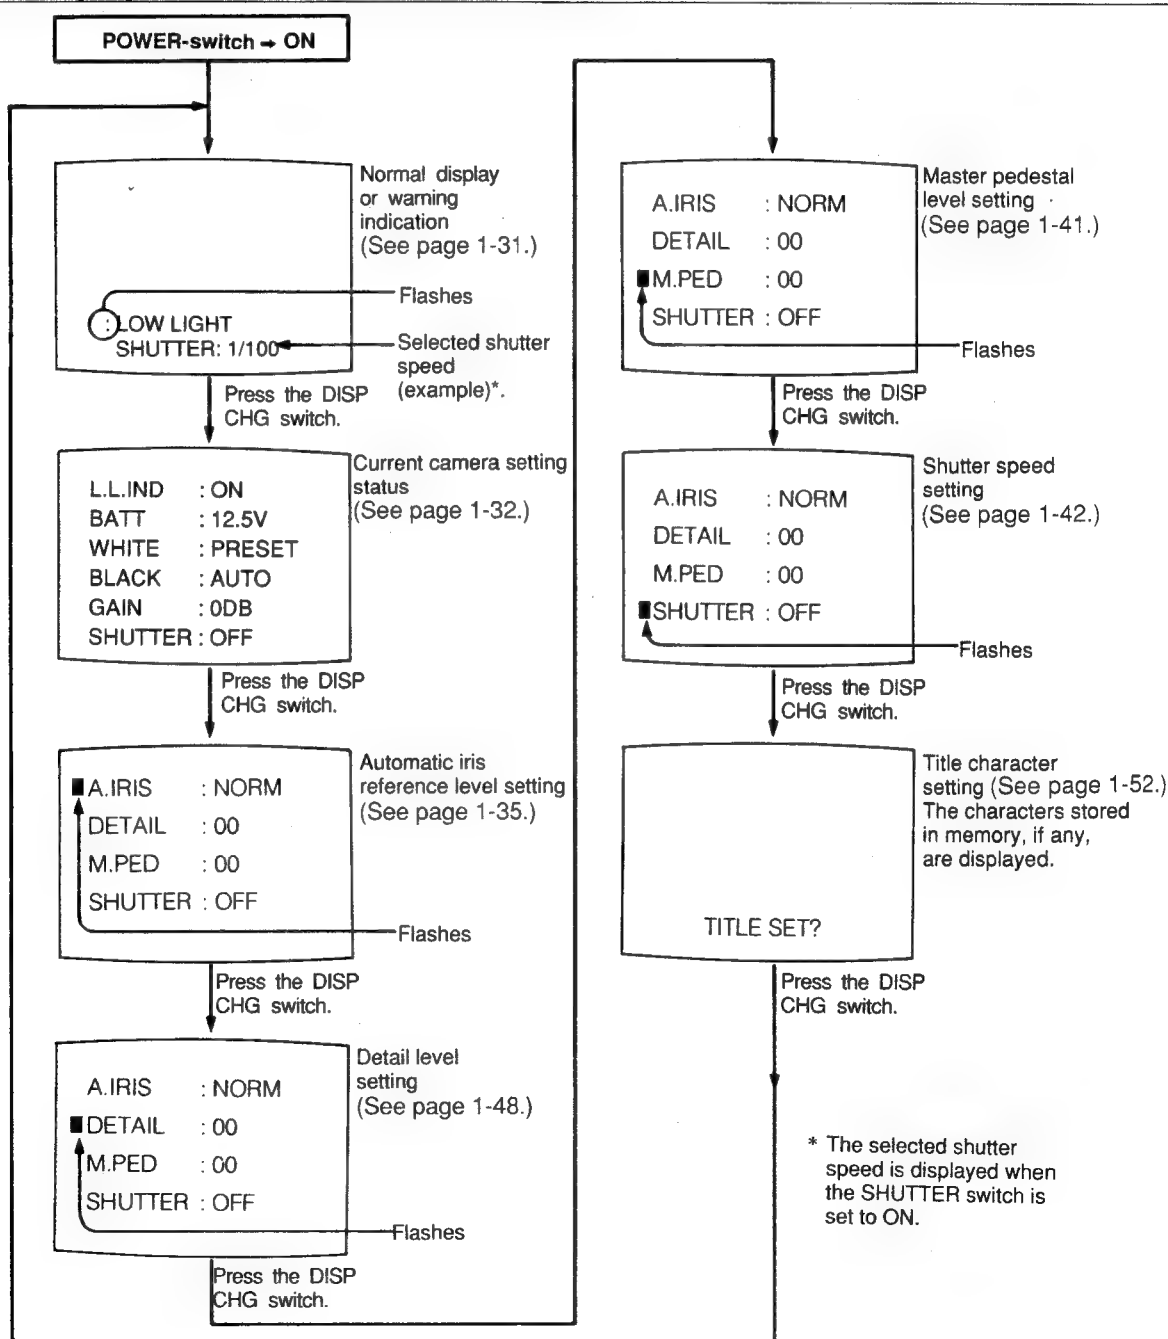 POWER-switch → ON
Normal display
or warning
indication
(See page 1-31.)
Flashes
: LOW LIGHT
SHUTTER: 1/100
Selected shutter
speed
(example)*.
Press the DISP
CHG switch.
Current camera setting
status
(See page 1-32.)
L.L.IND : ON
BATT : 12.5V
WHITE : PRESET
BLACK : AUTO
GAIN : 0DB
SHUTTER : OFF
Press the DISP
CHG switch.
Automatic iris
reference level setting
(See page 1-35.)
A.IRIS : NORM
DETAIL : 00
M.PED : 00
SHUTTER : OFF
Flashes
Press the DISP
CHG switch.
Detail level
setting
(See page 1-48.)
A.IRIS : NORM
DETAIL : 00
M.PED : 00
SHUTTER : OFF
Flashes
Press the DISP
CHG switch.
Master pedestal
level setting
(See page 1-41.)
A.IRIS : NORM
DETAIL : 00
M.PED : 00
SHUTTER : OFF
Flashes
Press the DISP
CHG switch.
Shutter speed
setting
(See page 1-42.)
A.IRIS : NORM
DETAIL : 00
M.PED : 00
SHUTTER : OFF
Flashes
Press the DISP
CHG switch.
Title character
setting (See page 1-52.)
The characters stored
in memory, if any,
are displayed.
TITLE SET?
Press the DISP
CHG switch.
* The selected shutter
speed is displayed when
the SHUTTER switch is
set to ON.